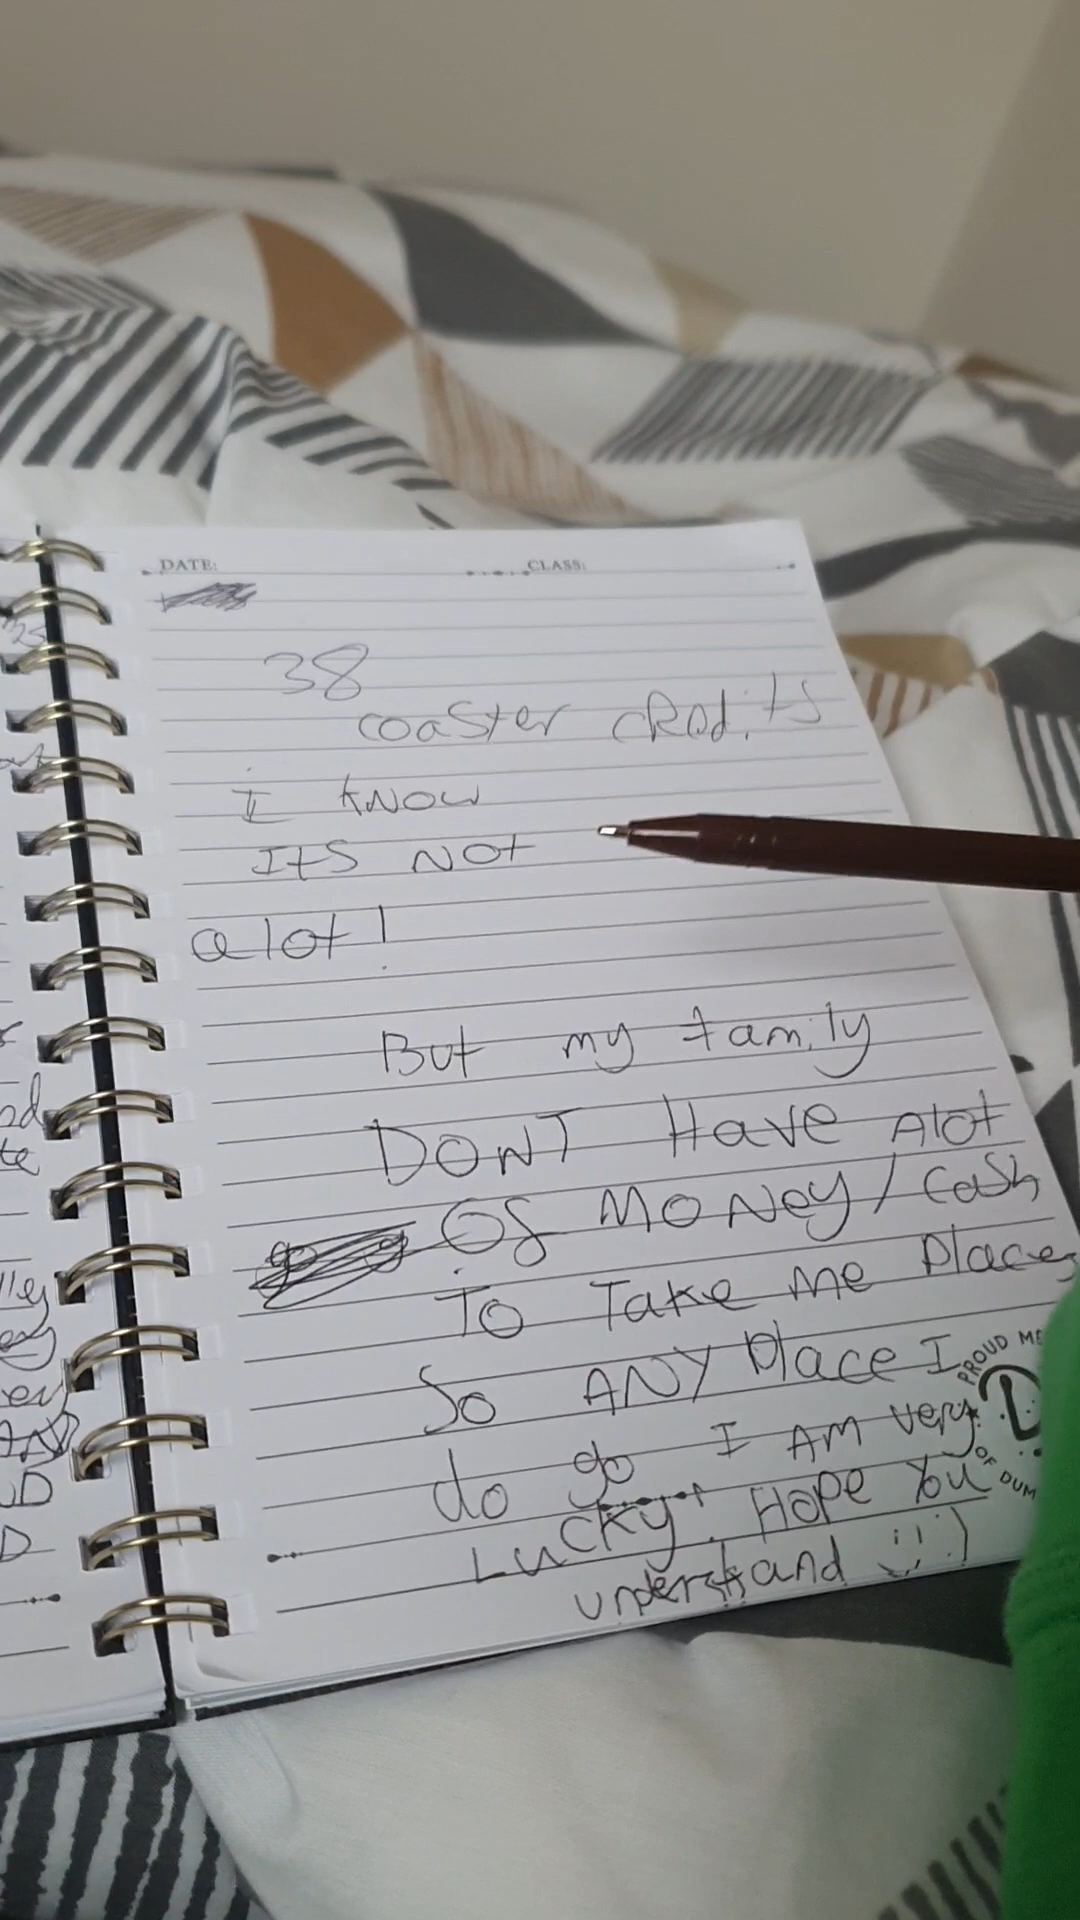 DATE: CLASS:
38
coaster cRed.ts
I KNOW
ItS NOt
alot!
But my family
DONT Have Alot
OS MONey/cash
To Take Me places
So ANY place I
do go I AM very
Lucky. Hope You
understand :)
PROUD ME
D
OF DUM